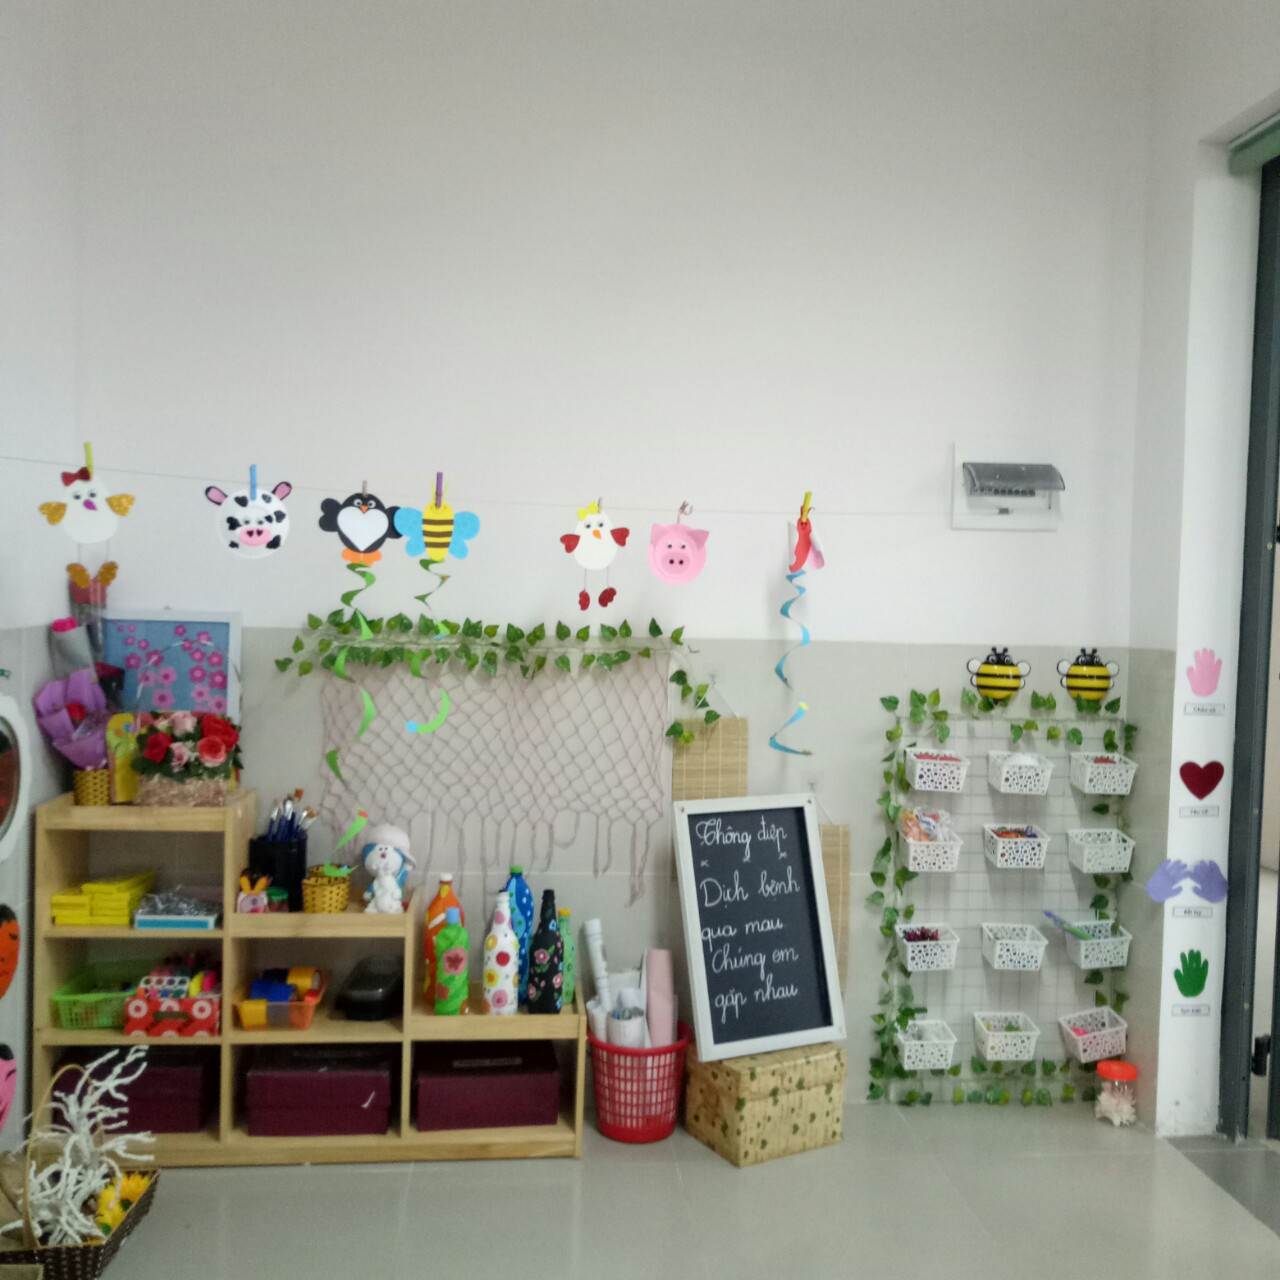 Thông điệp
Dịch bệnh
qua mau
Chúng em
gặp nhau